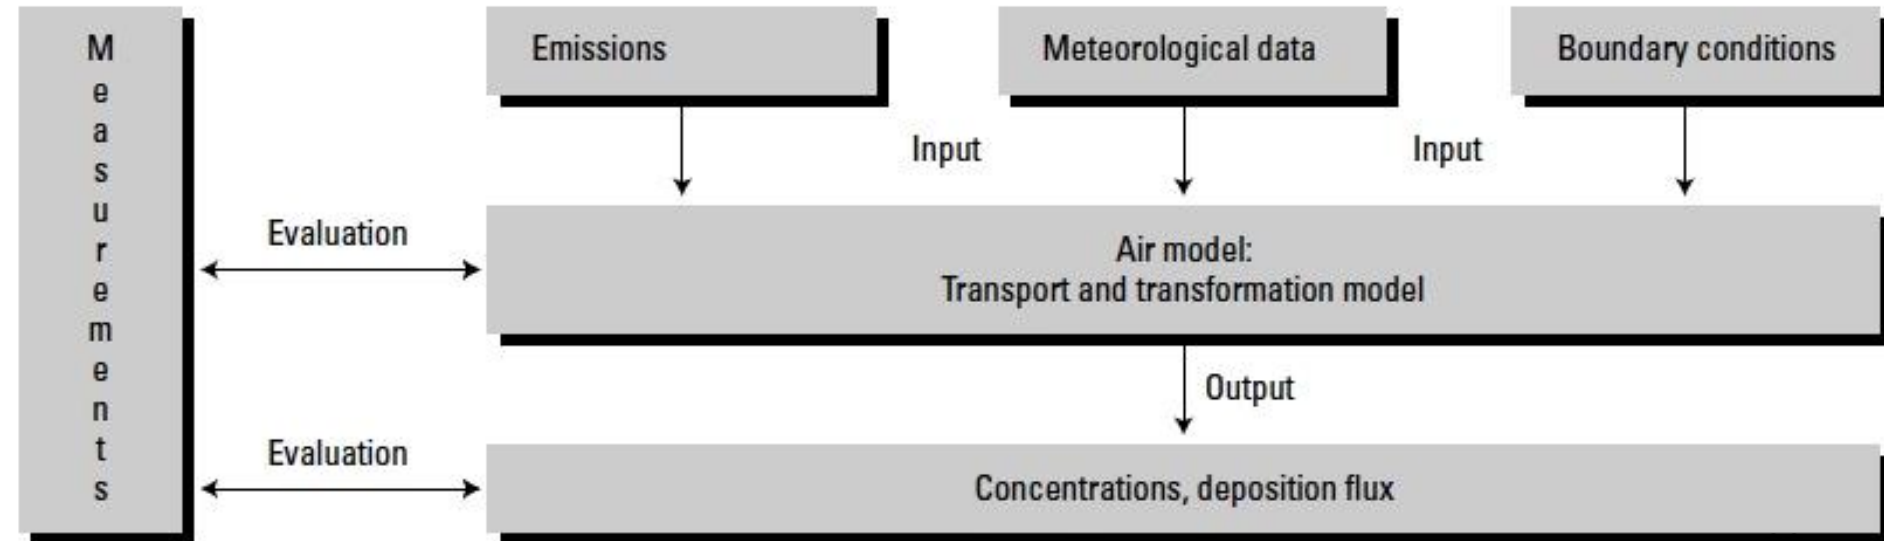 Measurements
Emissions
Meteorological data
Boundary conditions
Input
Input
Evaluation
Air model:
Transport and transformation model
Output
Evaluation
Concentrations, deposition flux